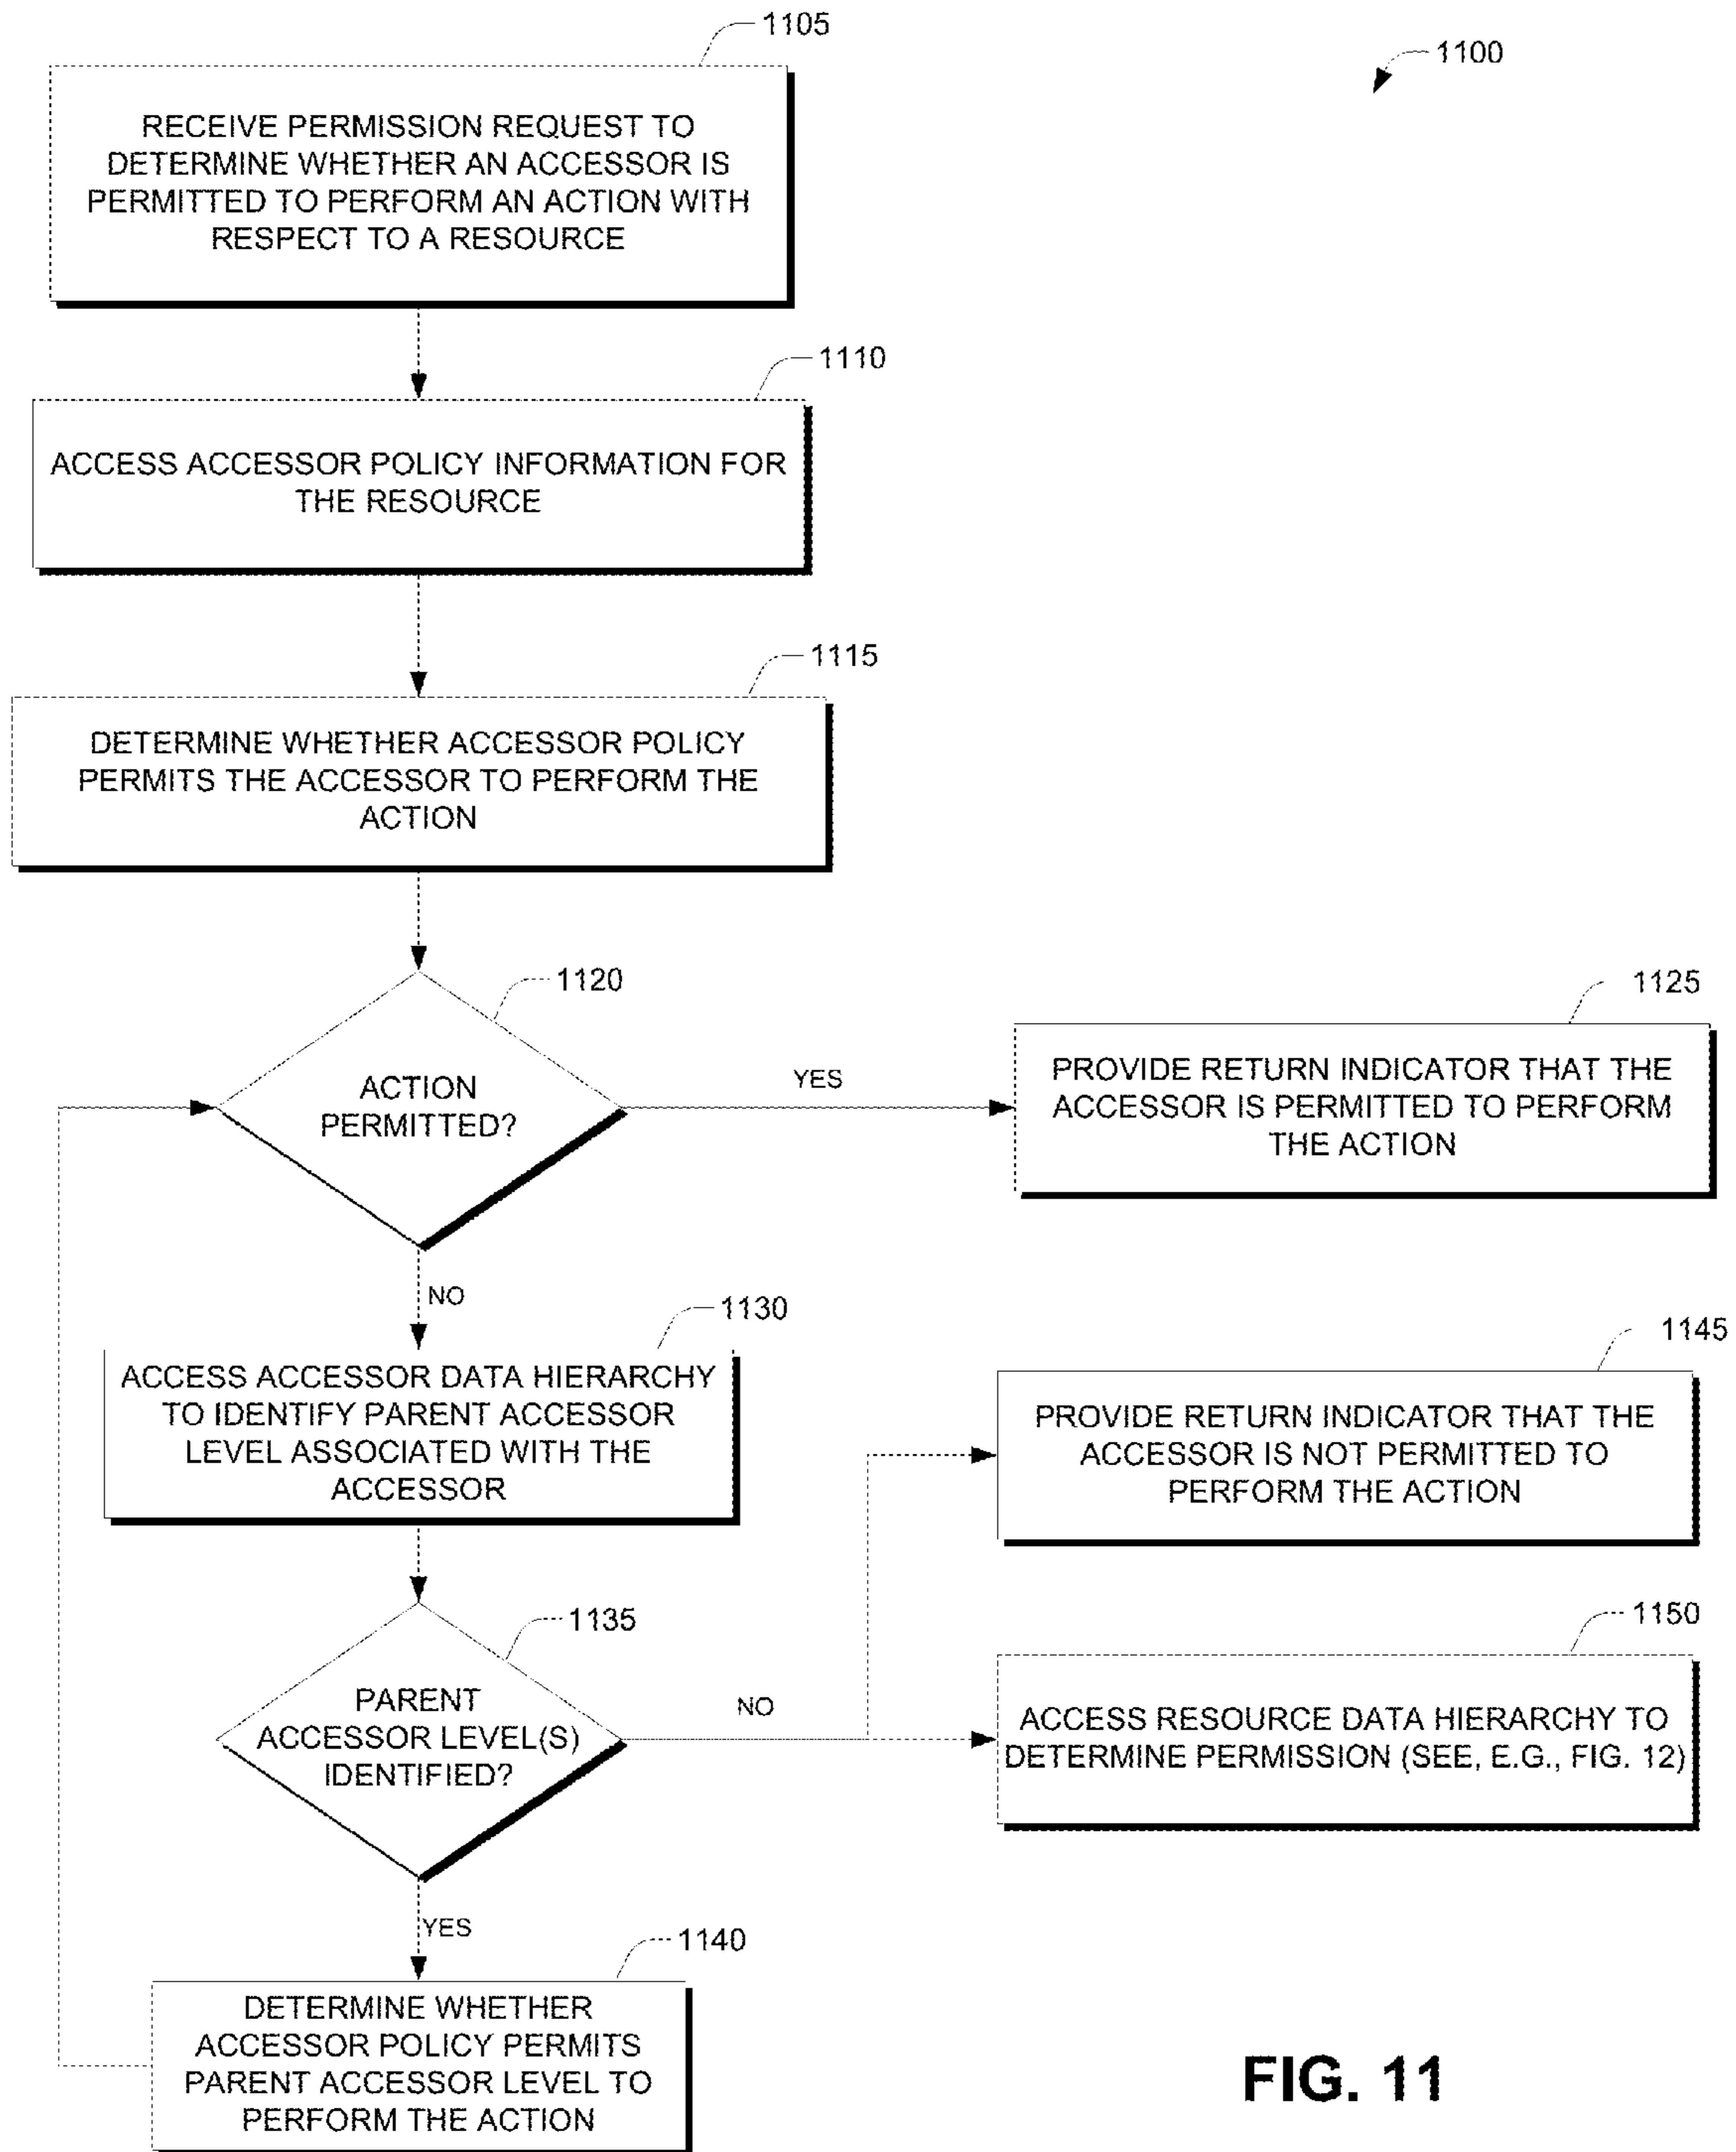 1105
1100
RECEIVE PERMISSION REQUEST TO
DETERMINE WHETHER AN ACCESSOR IS
PERMITTED TO PERFORM AN ACTION WITH
RESPECT TO A RESOURCE
1110
ACCESS ACCESSOR POLICY INFORMATION FOR
THE RESOURCE
1115
DETERMINE WHETHER ACCESSOR POLICY
PERMITS THE ACCESSOR TO PERFORM THE
ACTION
1120
ACTION
PERMITTED?
YES
1125
PROVIDE RETURN INDICATOR THAT THE
ACCESSOR IS PERMITTED TO PERFORM
THE ACTION
NO
1130
ACCESS ACCESSOR DATA HIERARCHY
TO IDENTIFY PARENT ACCESSOR
LEVEL ASSOCIATED WITH THE
ACCESSOR
1145
PROVIDE RETURN INDICATOR THAT THE
ACCESSOR IS NOT PERMITTED TO
PERFORM THE ACTION
1135
PARENT
ACCESSOR LEVEL(S)
IDENTIFIED?
NO
1150
ACCESS RESOURCE DATA HIERARCHY TO
DETERMINE PERMISSION (SEE, E.G., FIG. 12)
YES
1140
DETERMINE WHETHER
ACCESSOR POLICY PERMITS
PARENT ACCESSOR LEVEL TO
PERFORM THE ACTION
FIG. 11